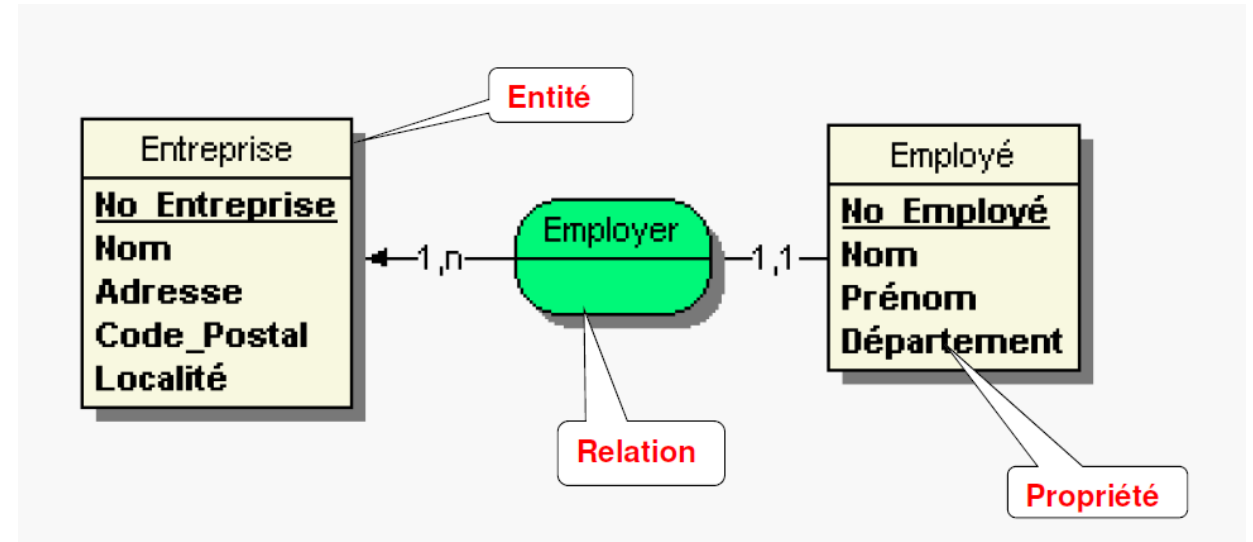 Entité
Entreprise
No_Entreprise
Nom
Adresse
Code_Postal
Localité
1,n
Employer
1,1
Employé
No_Employé
Nom
Prénom
Département
Relation
Propriété